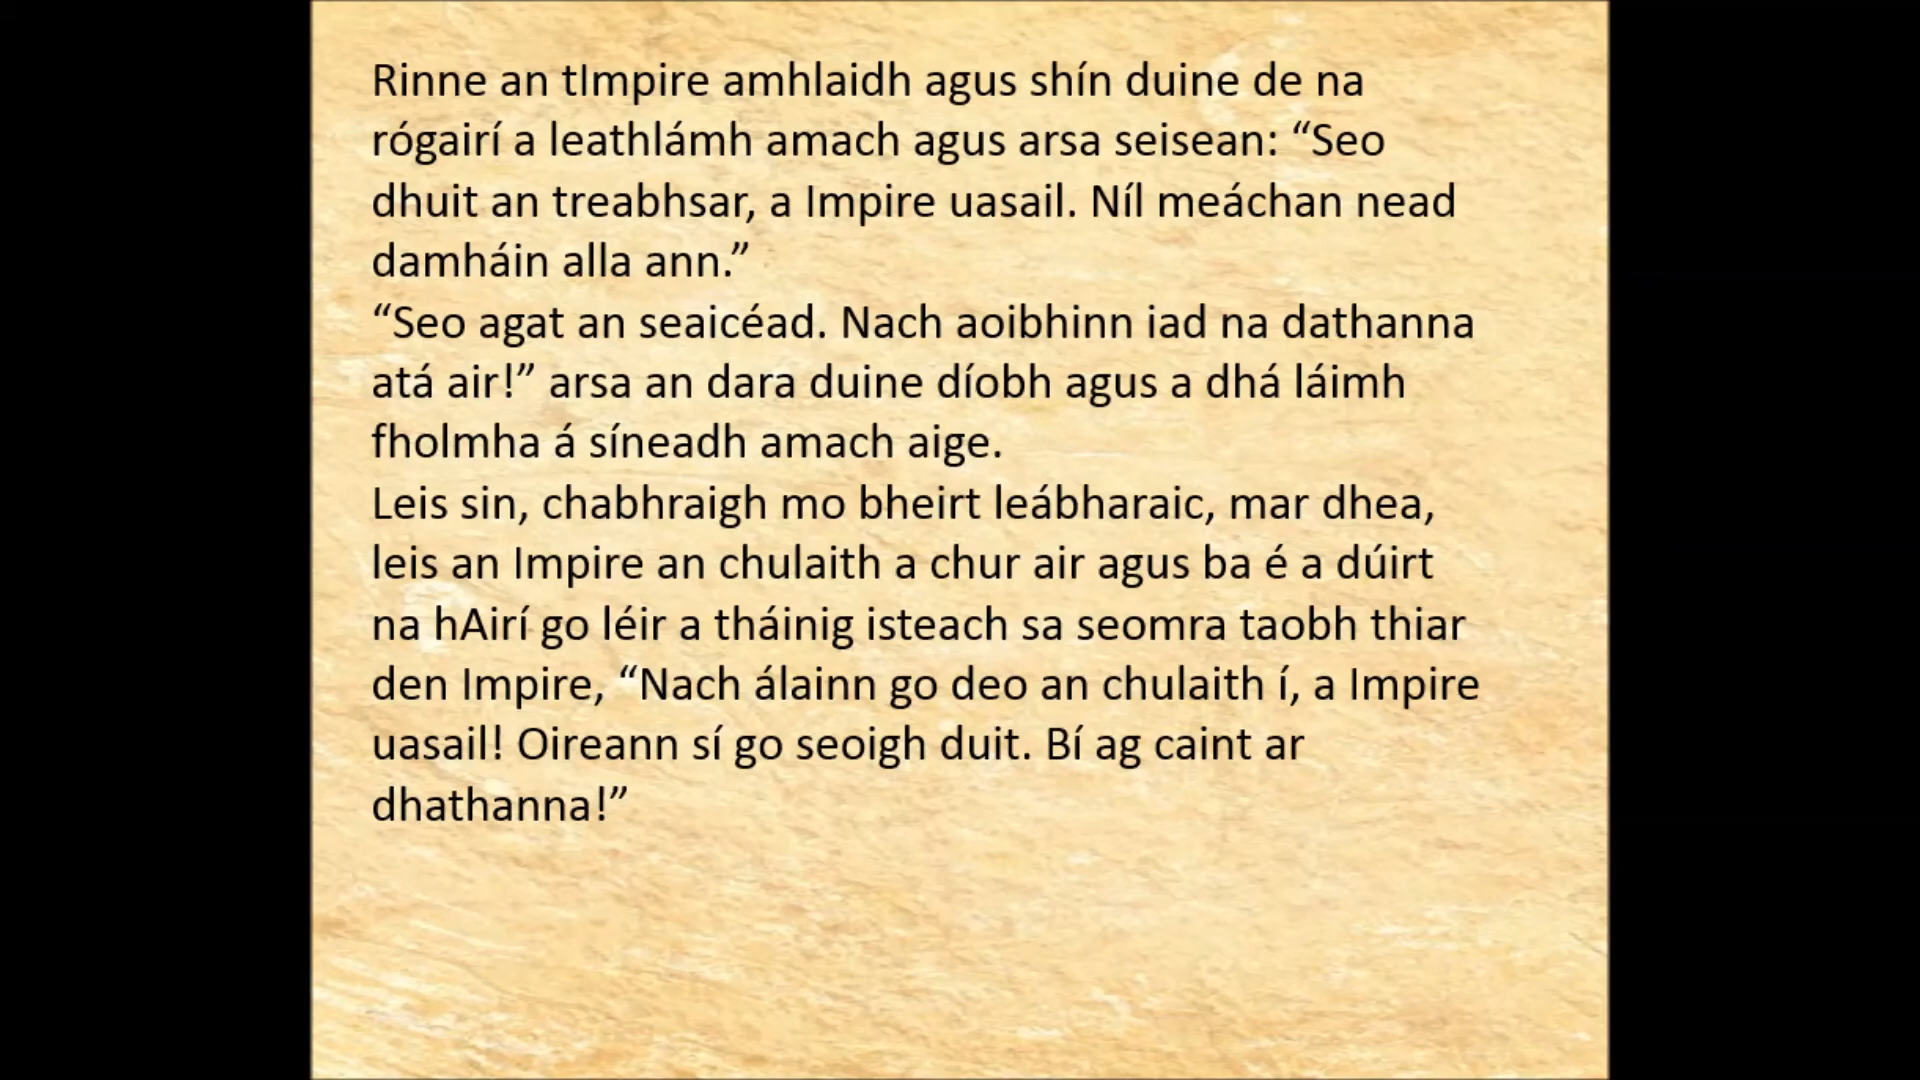 Rinne an tImpire amhlaidh agus shín duine de na
rógairí a leathlámh amach agus arsa seisean: “Seo
dhuit an treabhsar, a Impire uasail. Níl meáchan nead
damháin alla ann.”
“Seo agat an seaicéad. Nach aoibhinn iad na dathanna
atá air!” arsa an dara duine díobh agus a dhá láimh
fholmha á síneadh amach aige.
Leis sin, chabhraigh mo bheirt leábharaic, mar dhea,
leis an Impire an chulaith a chur air agus ba é a dúirt
na hAirí go léir a tháinig isteach sa seomra taobh thiar
den Impire, “Nach álainn go deo an chulaith í, a Impire
uasail! Oireann sí go seoigh duit. Bí ag caint ar
dhathanna!”